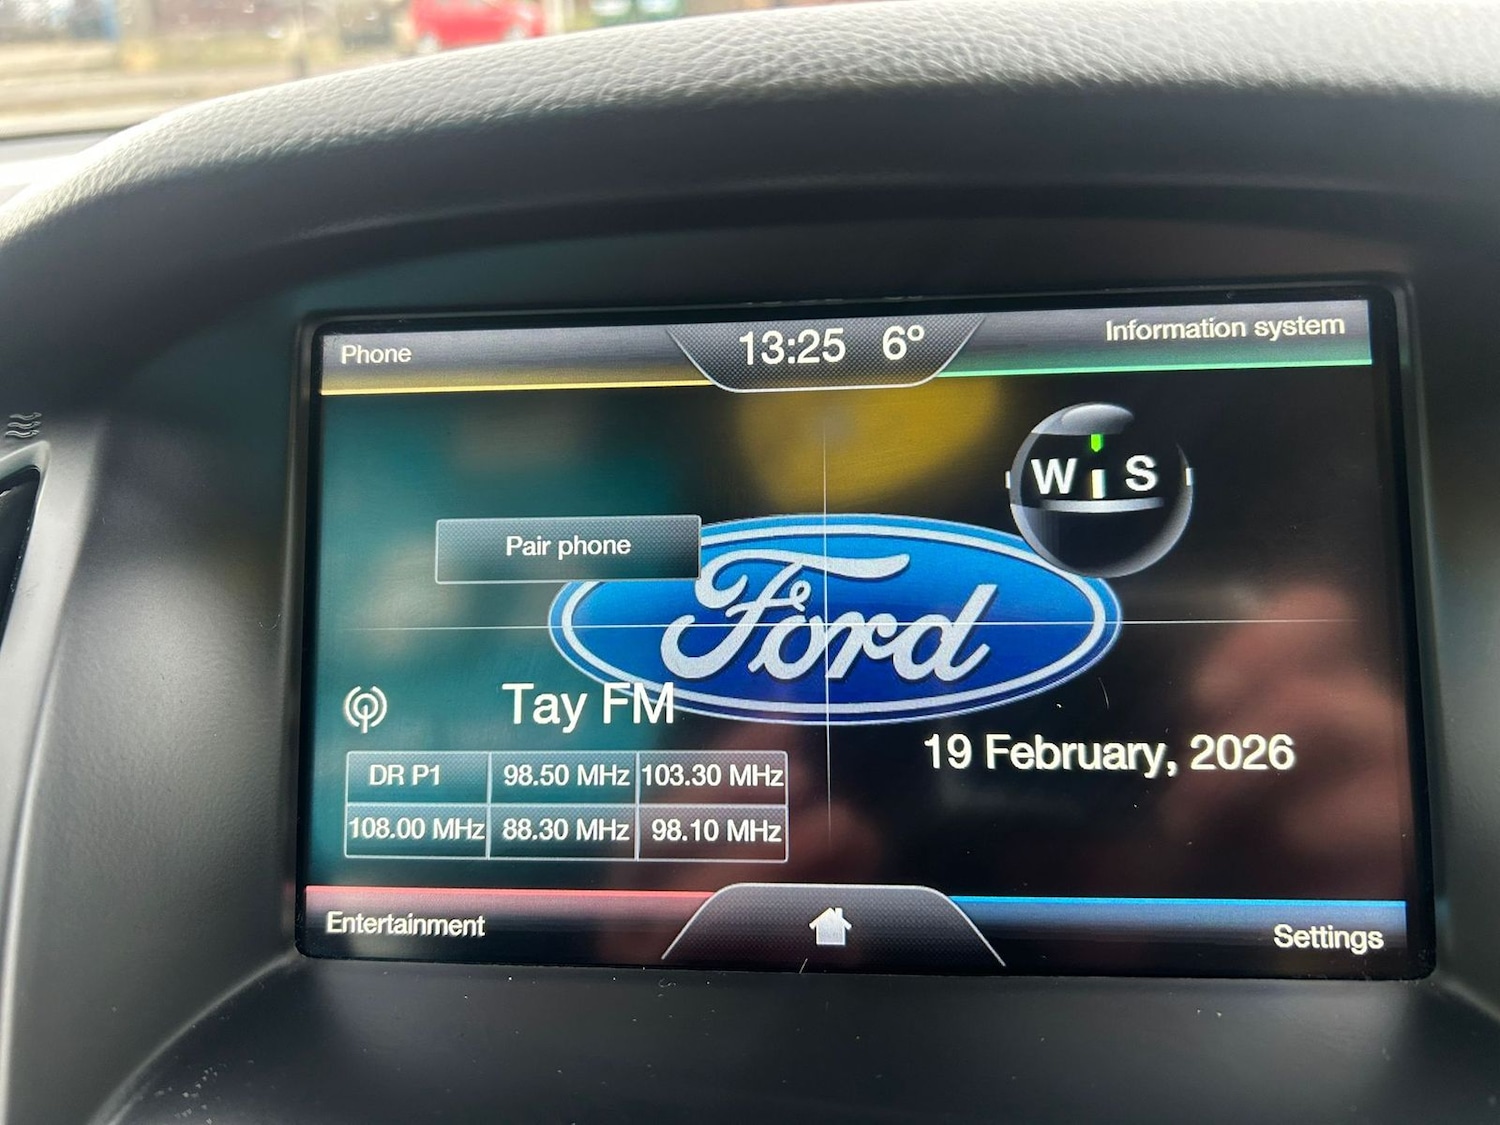 Phone
13:25 6°
Information system
W S
Pair phone
Ford
Tay FM
19 February, 2026
DR P1 98.50 MHz 103.30 MHz
108.00 MHz 88.30 MHz 98.10 MHz
Entertainment
Settings